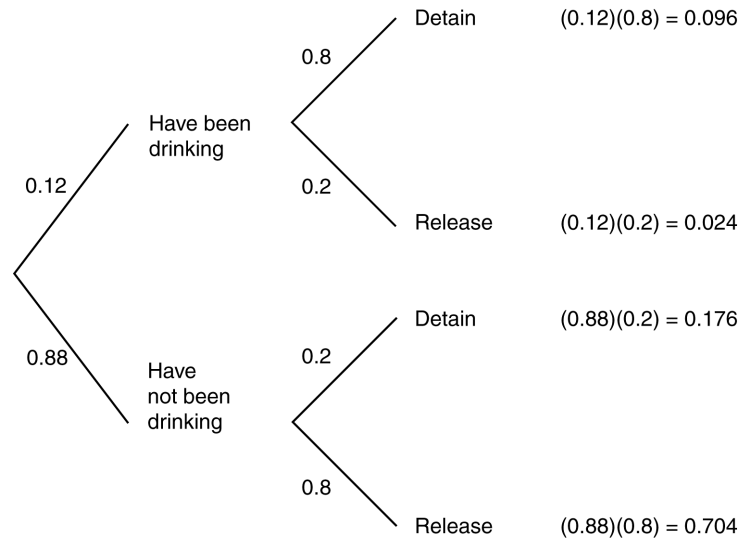 Detain (0.12)(0.8) = 0.096
0.8
Have been
drinking
0.12
0.2
Release (0.12)(0.2) = 0.024
Detain (0.88)(0.2) = 0.176
0.88
0.2
Have
not been
drinking
0.8
Release (0.88)(0.8) = 0.704